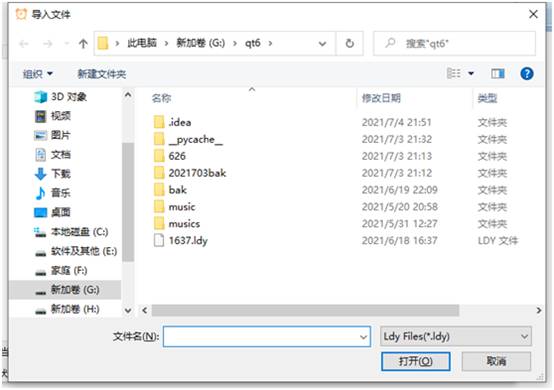 导入文件
此电脑 > 新加卷 (G:) > qt6 >
搜索"qt6"
组织 新建文件夹
3D 对象
视频
图片
文档
下载
音乐
桌面
本地磁盘 (C:)
软件及其他 (E:)
家庭 (F:)
新加卷 (G:)
新加卷 (H:)
名称 修改日期 类型
.idea 2021/7/4 21:51 文件夹
__pycache__ 2021/7/3 21:32 文件夹
626 2021/7/3 21:13 文件夹
2021703bak 2021/7/3 21:12 文件夹
bak 2021/6/19 22:09 文件夹
music 2021/5/20 20:58 文件夹
musics 2021/5/31 12:27 文件夹
1637.ldy 2021/6/18 16:37 LDY 文件
文件名(N): Ldy Files(*.ldy)
打开(O) 取消